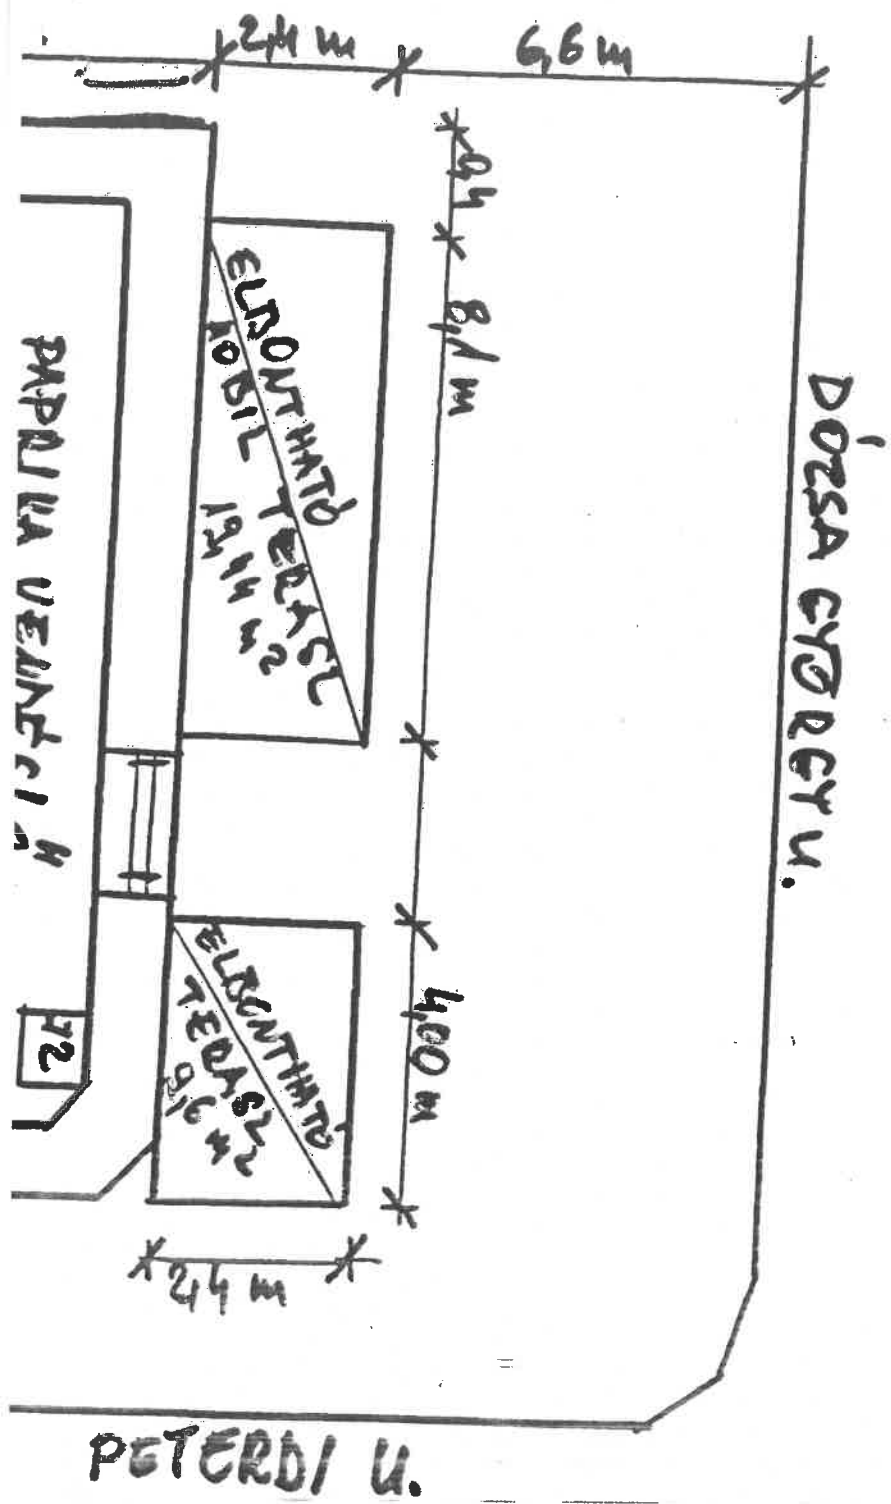 2,4 m
6,6 m
0,4
8,1 m
DÓZSA GYÖRGY U.
ELBONTHATÓ
MOBIL TERASZ
19,44 m2
PAPRIKA VENDÉGLŐ
4,00 m
72
ELBONTHATÓ
TERASZ
9,6 m2
2,4 m
PETERDI U.